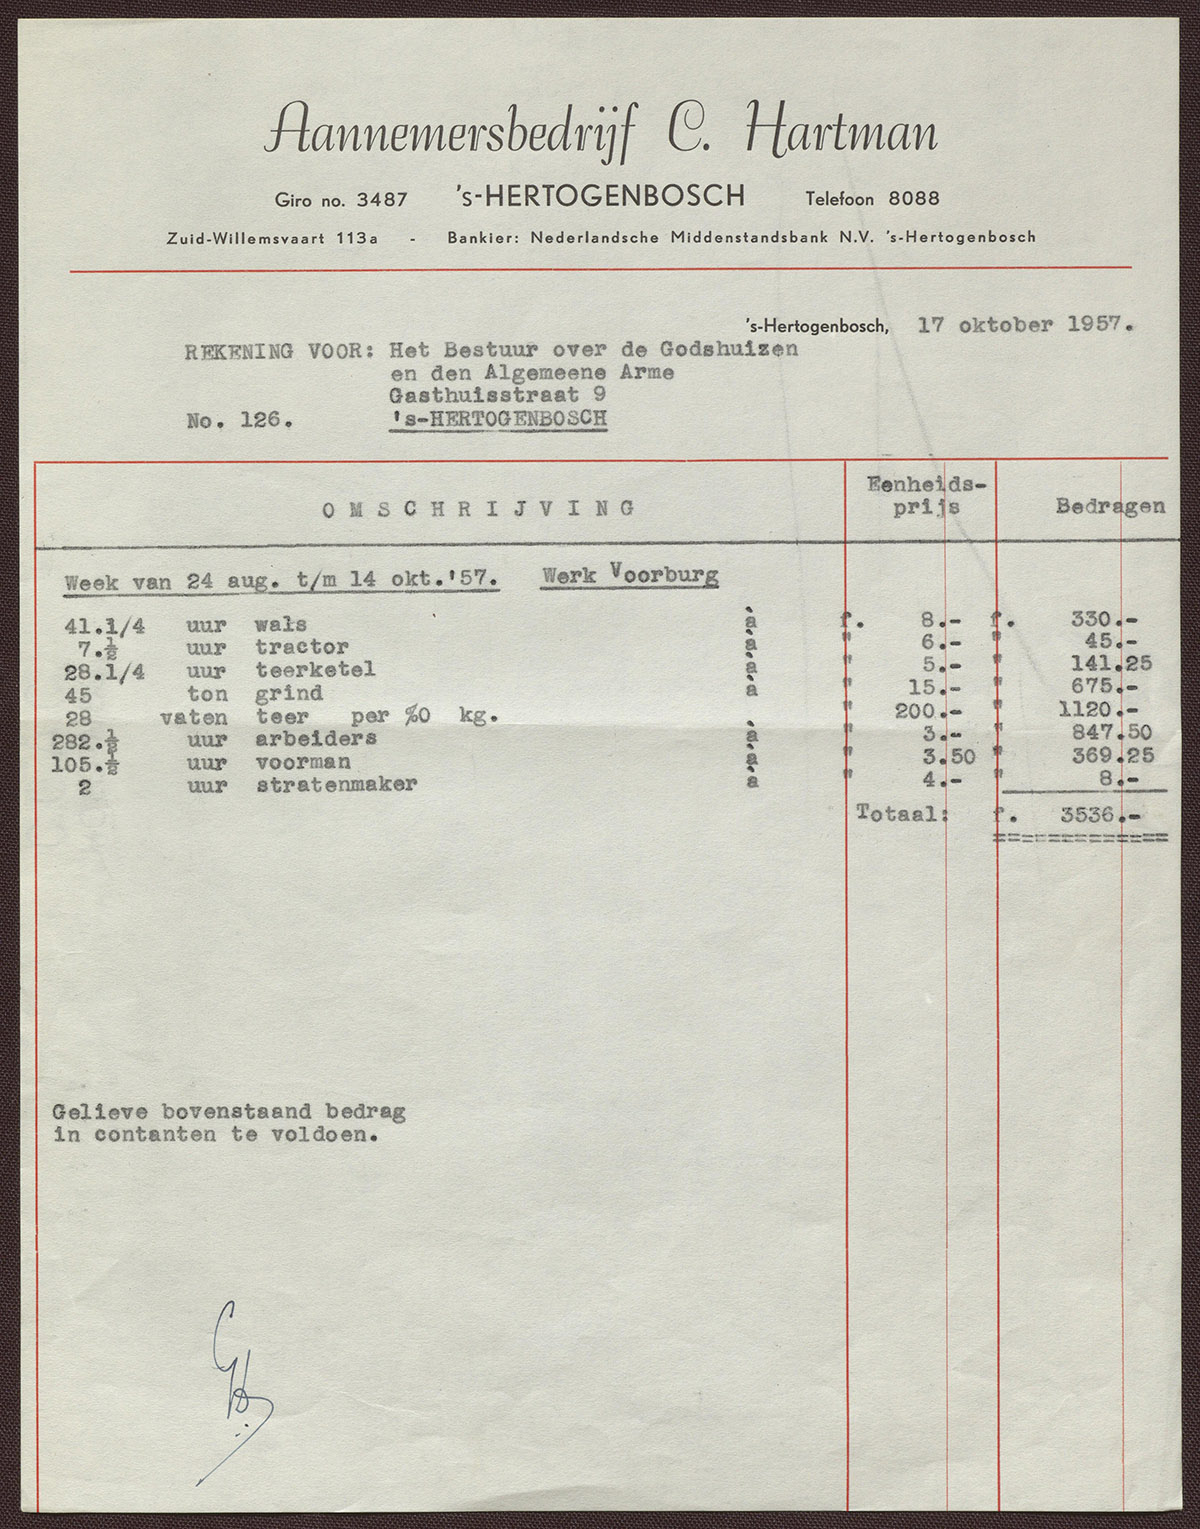 Aannemersbedrijf C. Hartman
Giro no. 3487 's-HERTOGENBOSCH Telefoon 8088
Zuid-Willemsvaart 113a - Bankier: Nederlandsche Middenstandsbank N.V. 's-Hertogenbosch
's-Hertogenbosch, 17 oktober 1957.
REKENING VOOR: Het Bestuur over de Godshuizen
en den Algemeene Arme
Gasthuisstraat 9
No. 126. 's-HERTOGENBOSCH
OMSCHRIJVING Eenheids-prijs Bedragen
Week van 24 aug. t/m 14 okt.'57. Werk Voorburg
41.1/4 uur wals à f. 8.- f. 330.-
7.½ uur tractor à " 6.- " 45.-
28.1/4 uur teerketel à " 5.- " 141.25
45 ton grind à " 15.- " 675.-
28 vaten teer per %0 kg. " 200.- " 1120.-
282.½ uur arbeiders à " 3.- " 847.50
105.½ uur voorman à " 3.50 " 369.25
2 uur stratenmaker à " 4.- " 8.-
Totaal: f. 3536.-
Gelieve bovenstaand bedrag
in contanten te voldoen.